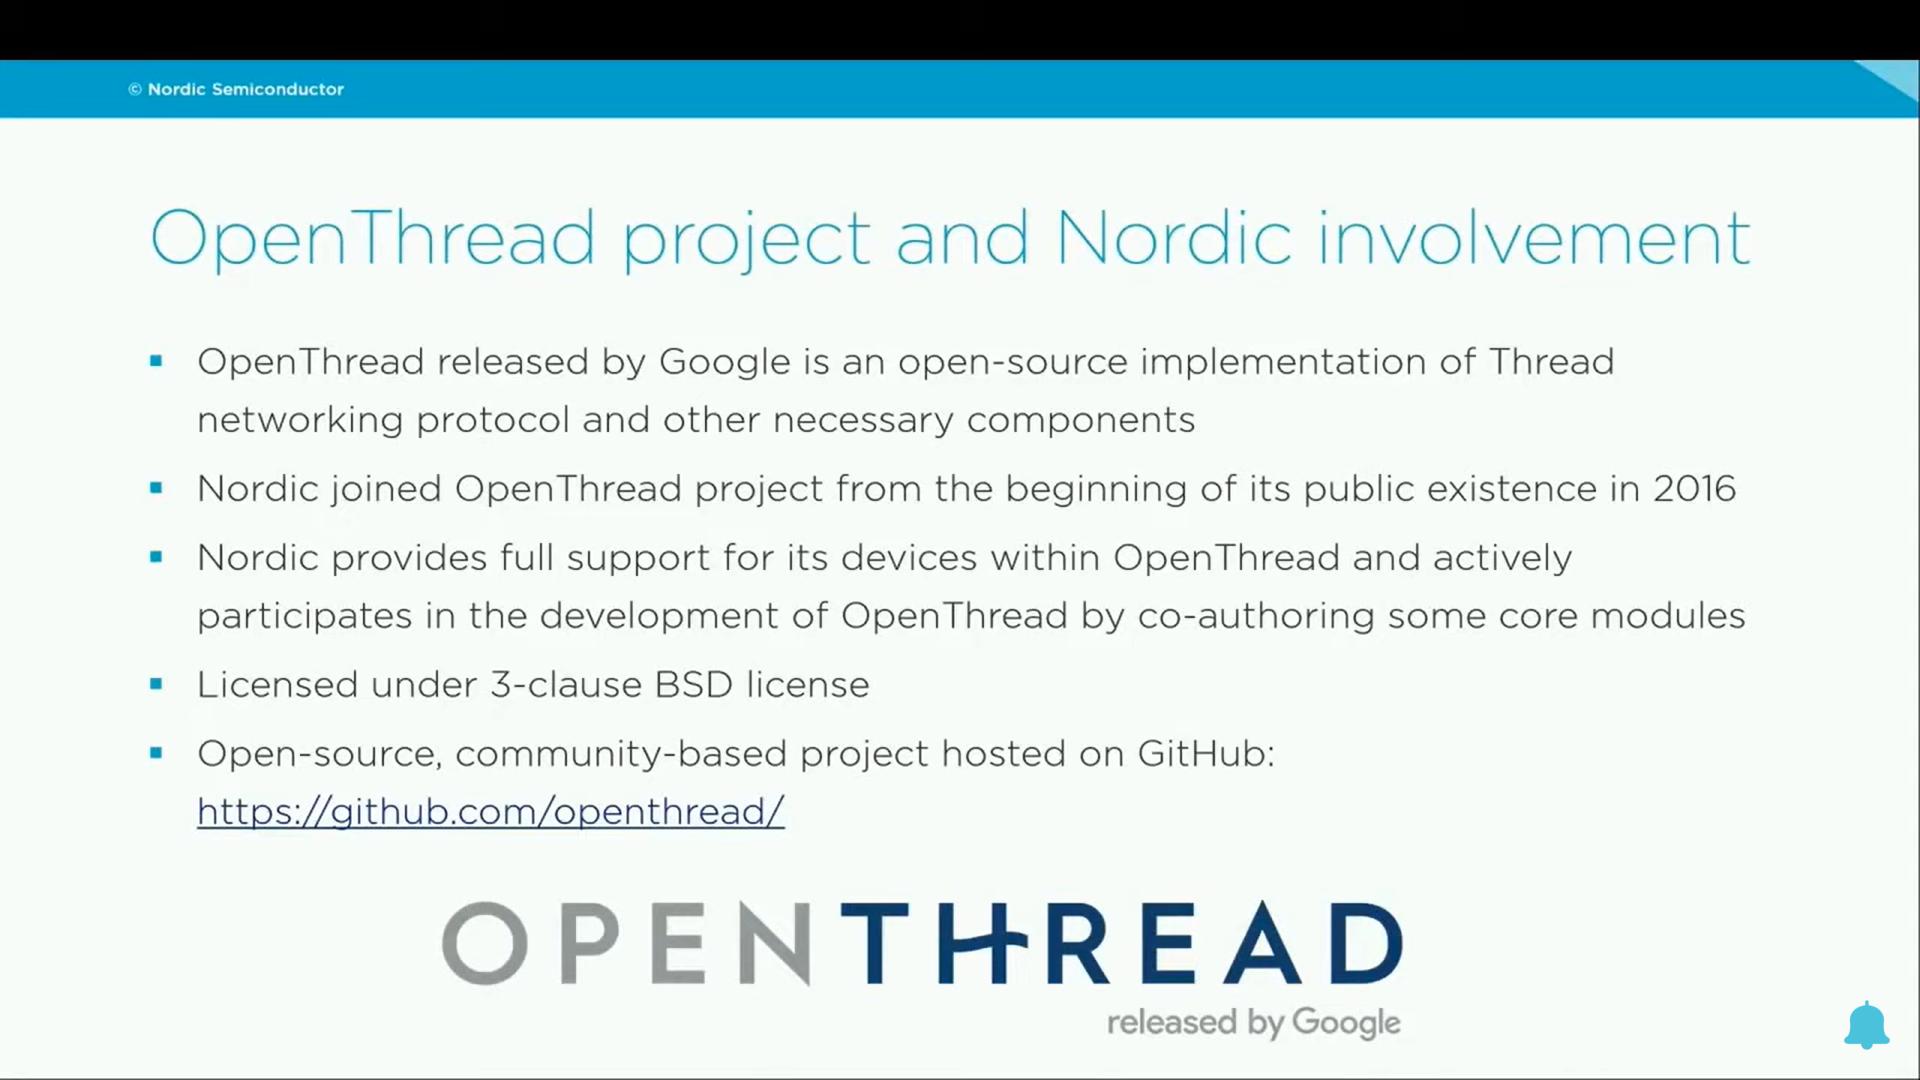 © Nordic Semiconductor
OpenThread project and Nordic involvement
▪ OpenThread released by Google is an open-source implementation of Thread
networking protocol and other necessary components
▪ Nordic joined OpenThread project from the beginning of its public existence in 2016
▪ Nordic provides full support for its devices within OpenThread and actively
participates in the development of OpenThread by co-authoring some core modules
▪ Licensed under 3-clause BSD license
▪ Open-source, community-based project hosted on GitHub:
https://github.com/openthread/
OPENTHREAD
released by Google